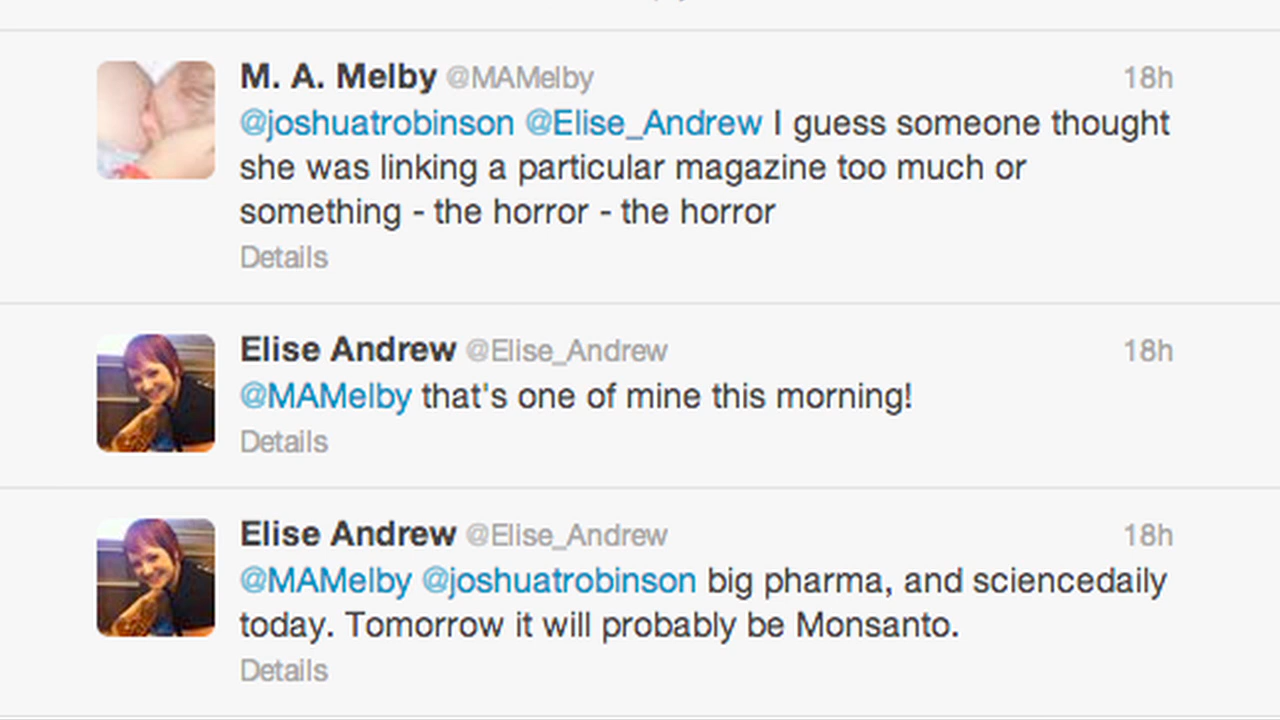 M. A. Melby @MAMelby 18h
@joshuatrobinson @Elise_Andrew I guess someone thought
she was linking a particular magazine too much or
something - the horror - the horror
Details
Elise Andrew @Elise_Andrew 18h
@MAMelby that's one of mine this morning!
Details
Elise Andrew @Elise_Andrew 18h
@MAMelby @joshuatrobinson big pharma, and sciencedaily
today. Tomorrow it will probably be Monsanto.
Details